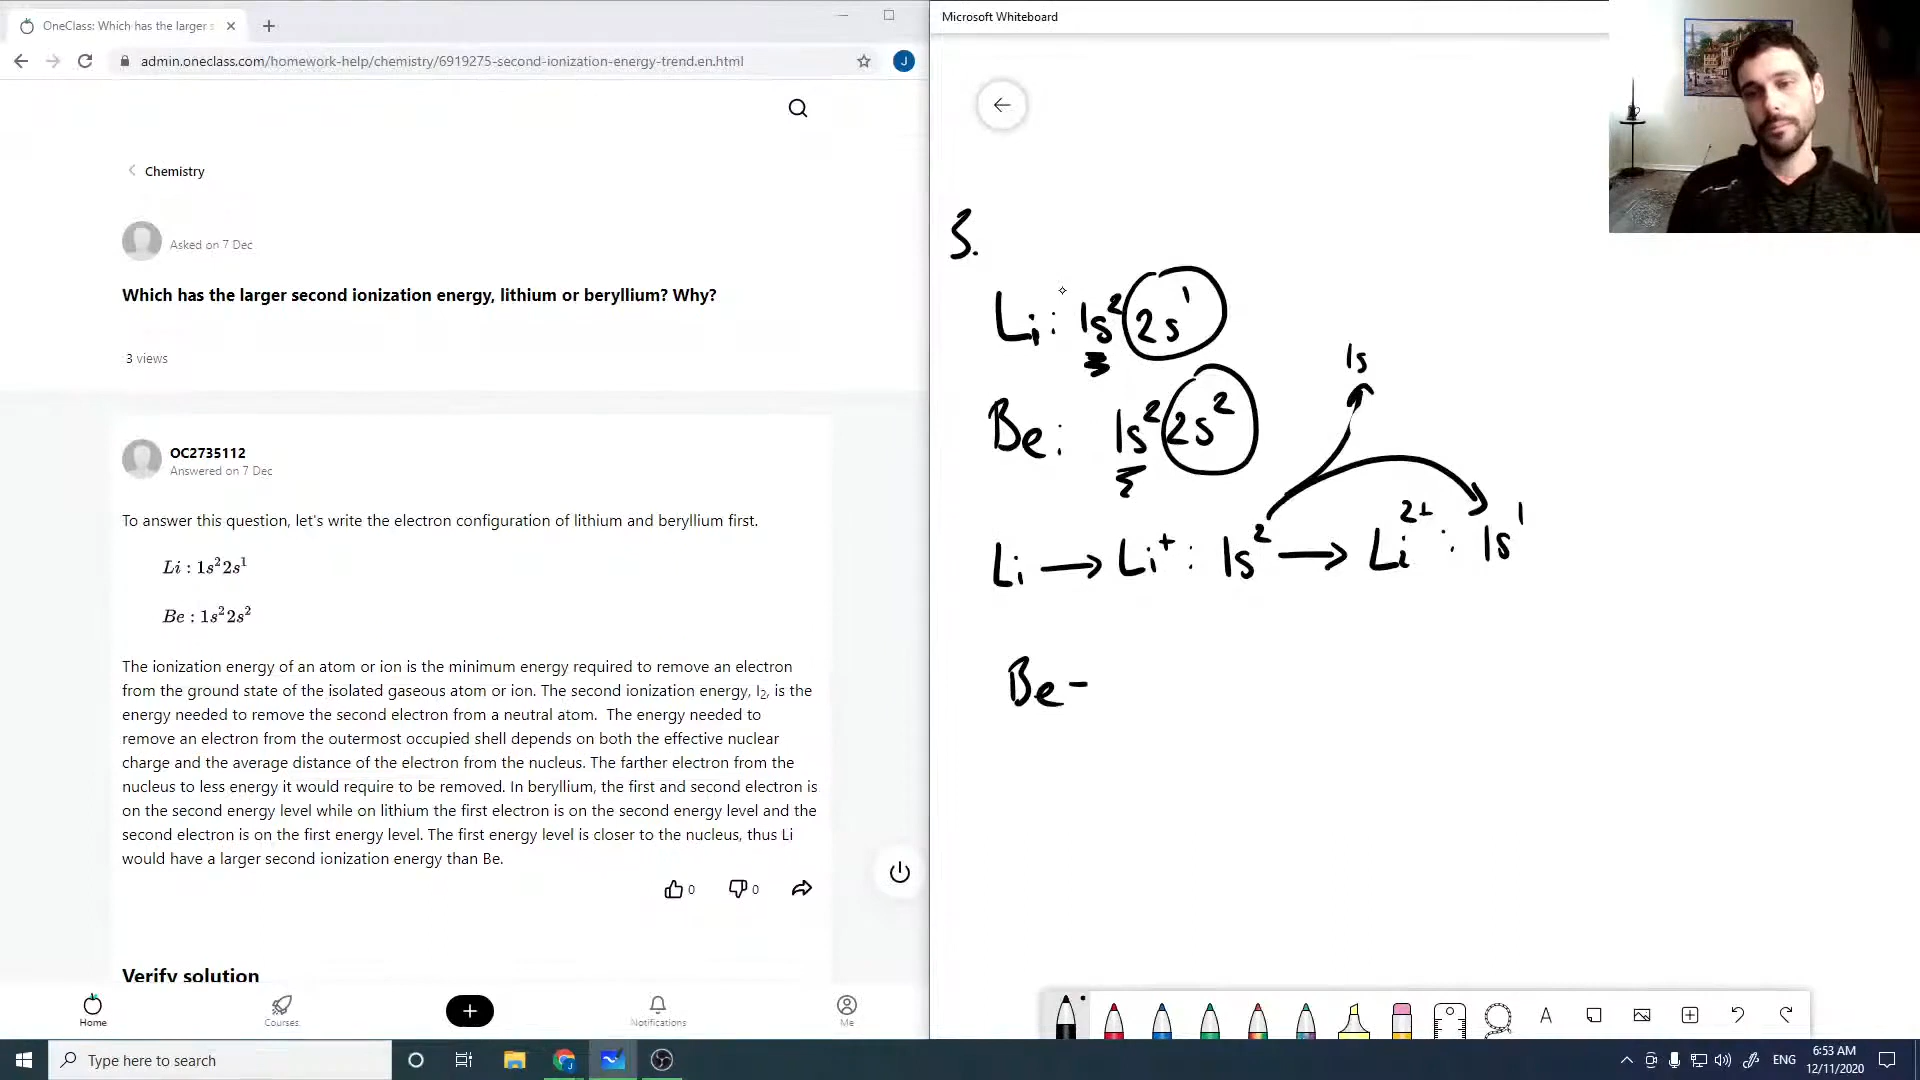 OneClass: Which has the larger s
admin.oneclass.com/homework-help/chemistry/6919275-second-ionization-energy-trend.en.html
J
Chemistry
Asked on 7 Dec
Which has the larger second ionization energy, lithium or beryllium? Why?
3 views
OC2735112
Answered on 7 Dec
To answer this question, let's write the electron configuration of lithium and beryllium first.
Li : 1s²2s¹
Be : 1s²2s²
The ionization energy of an atom or ion is the minimum energy required to remove an electron
from the ground state of the isolated gaseous atom or ion. The second ionization energy, I₂, is the
energy needed to remove the second electron from a neutral atom. The energy needed to
remove an electron from the outermost occupied shell depends on both the effective nuclear
charge and the average distance of the electron from the nucleus. The farther electron from the
nucleus to less energy it would require to be removed. In beryllium, the first and second electron is
on the second energy level while on lithium the first electron is on the second energy level and the
second electron is on the first energy level. The first energy level is closer to the nucleus, thus Li
would have a larger second ionization energy than Be.
0 0
Verify solution
Home Courses Notifications Me
Microsoft Whiteboard
3.
Li: 1s² 2s¹
Be: 1s² 2s²
1s
Li → Li⁺: 1s² → Li²⁺: 1s¹
Be -
A
Type here to search
ENG
6:53 AM
12/11/2020